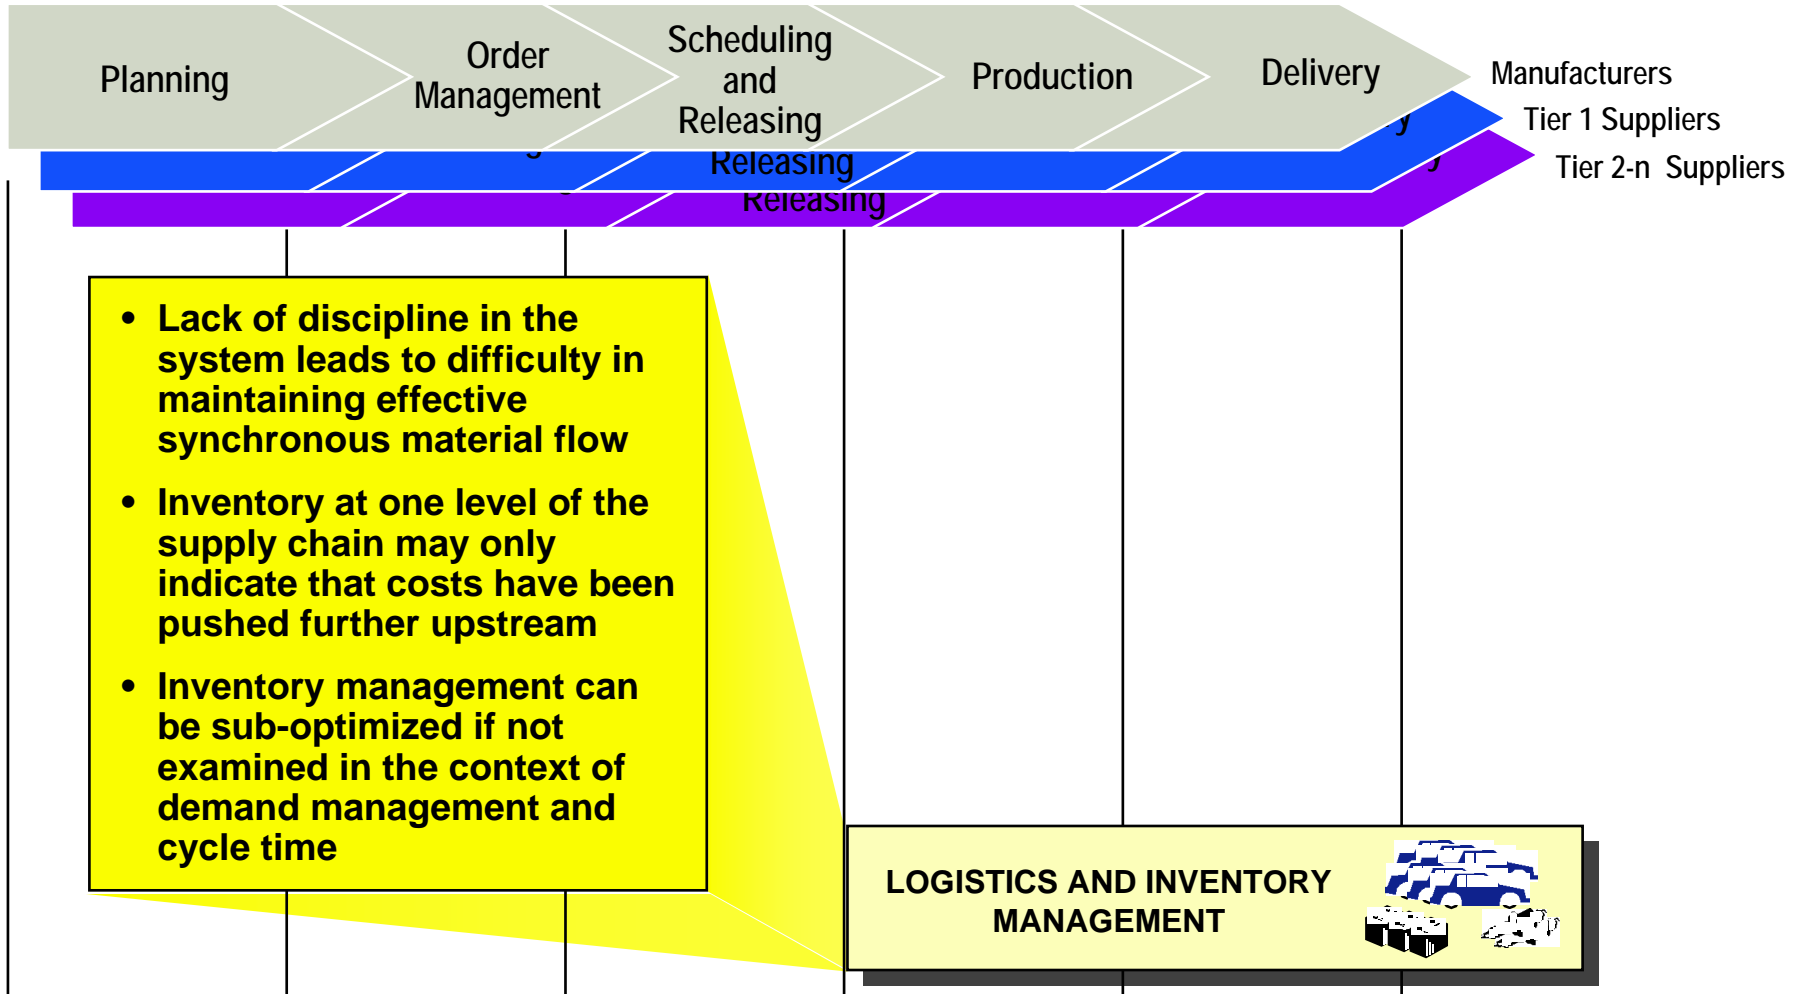 Planning
Order
Management
Scheduling
and
Releasing
Production
Delivery
Manufacturers
Tier 1 Suppliers
Tier 2-n Suppliers
Releasing
Releasing
• Lack of discipline in the
system leads to difficulty in
maintaining effective
synchronous material flow
• Inventory at one level of the
supply chain may only
indicate that costs have been
pushed further upstream
• Inventory management can
be sub-optimized if not
examined in the context of
demand management and
cycle time
LOGISTICS AND INVENTORY
MANAGEMENT